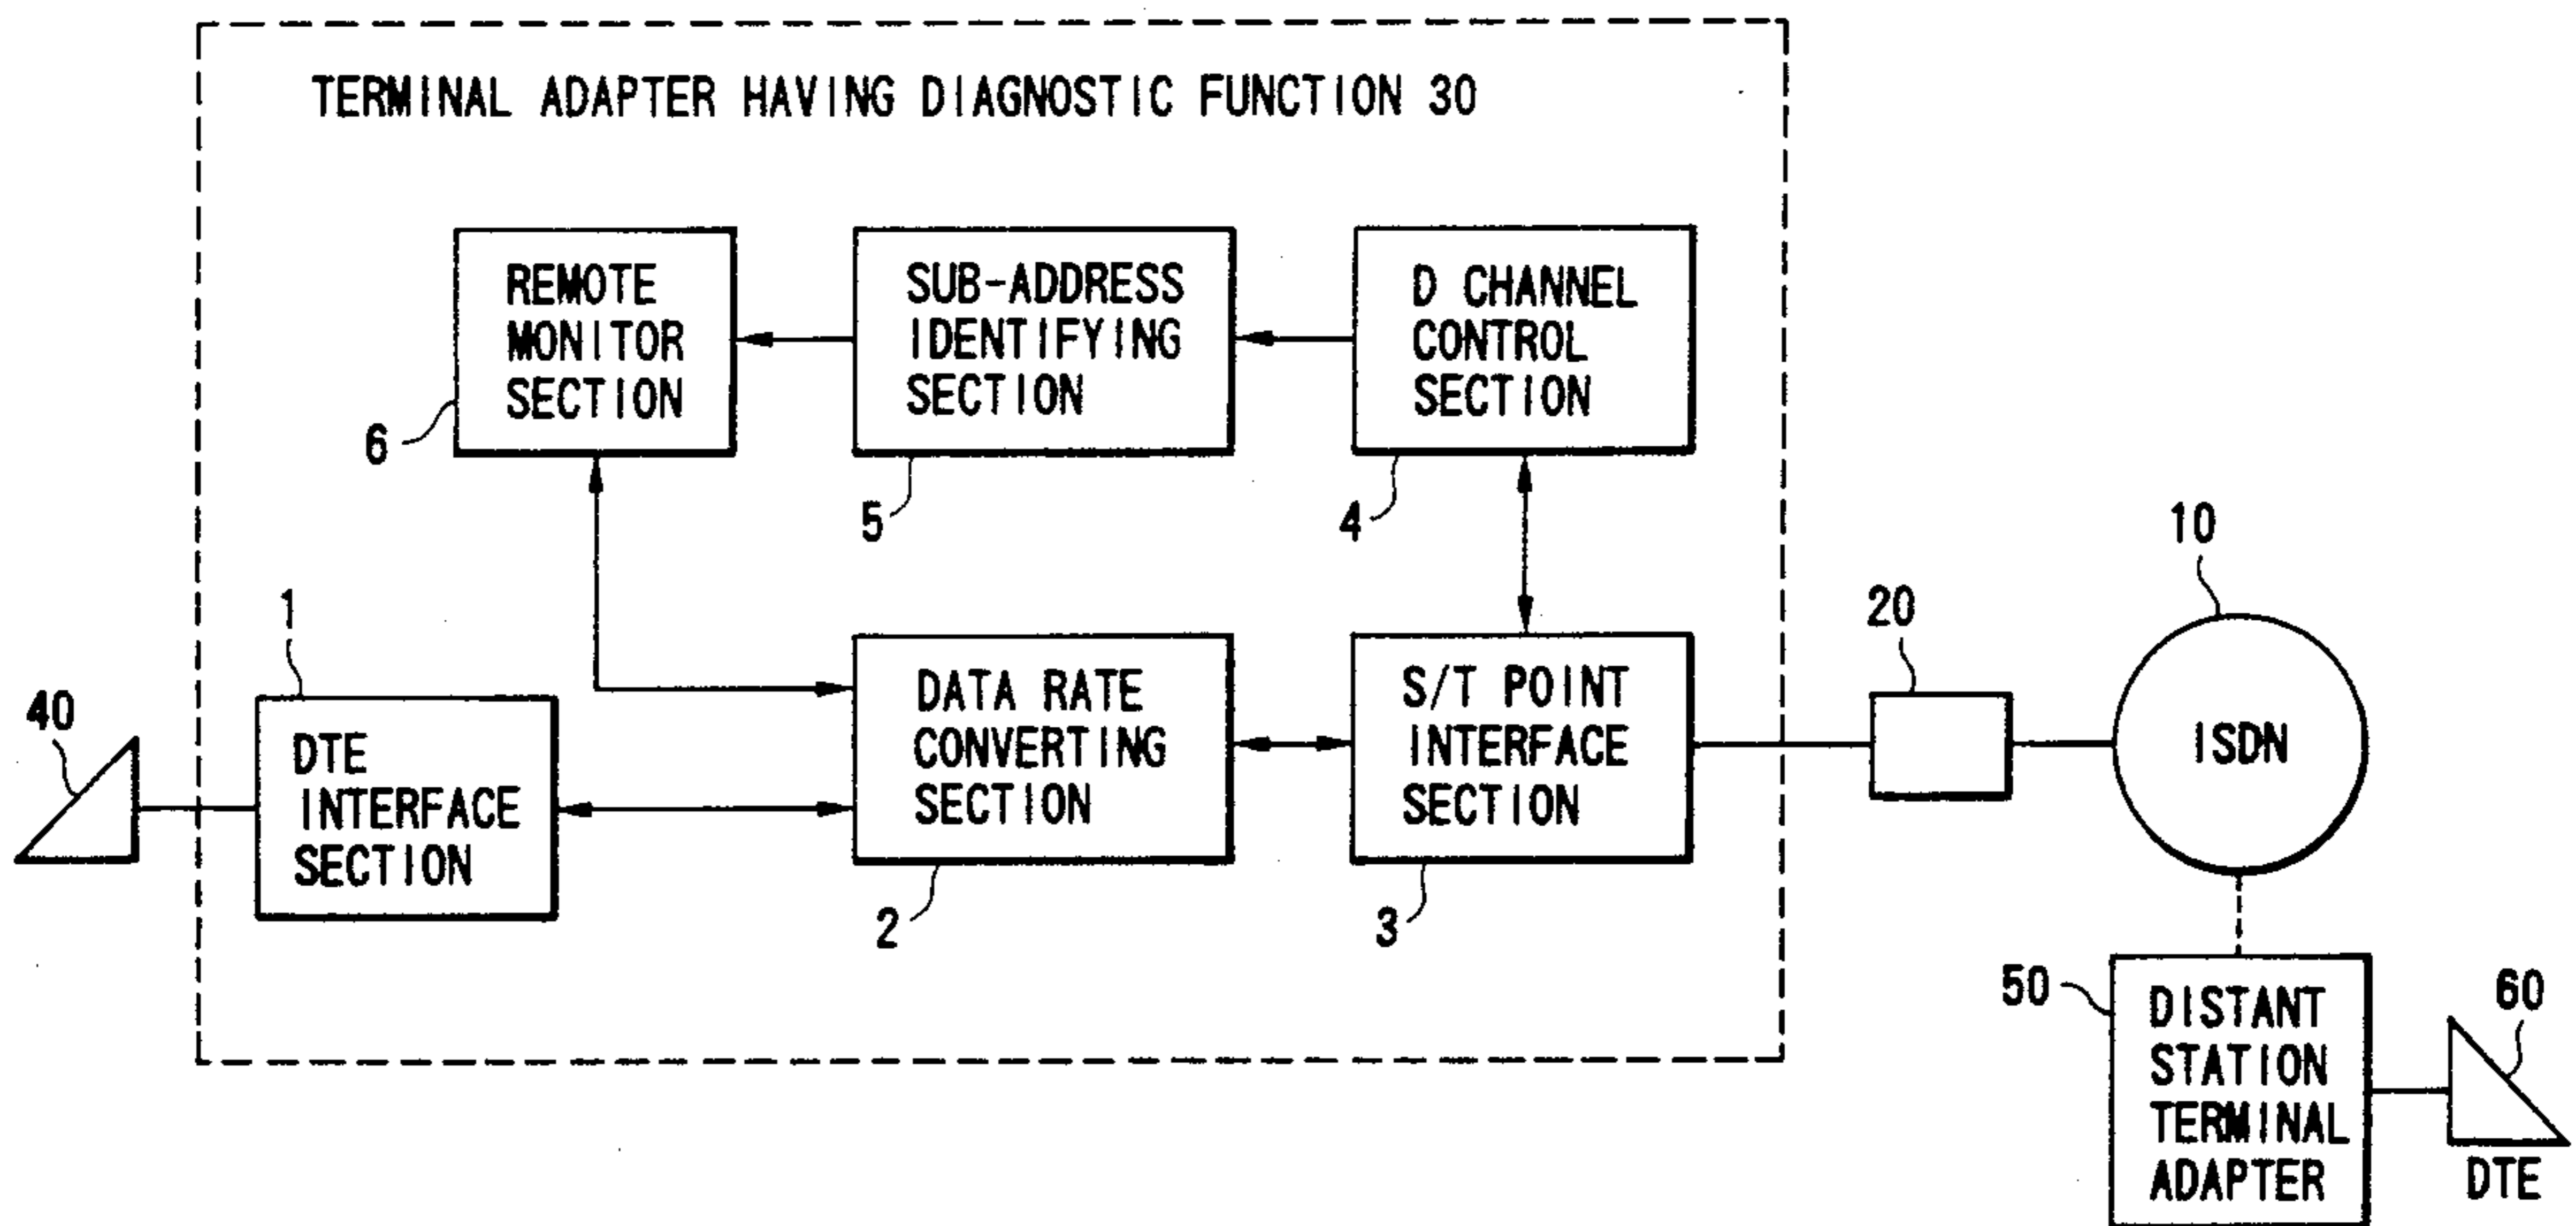 TERMINAL ADAPTER HAVING DIAGNOSTIC FUNCTION 30
REMOTE
MONITOR
SECTION
6
SUB-ADDRESS
IDENTIFYING
SECTION
5
D CHANNEL
CONTROL
SECTION
4
40
1
DTE
INTERFACE
SECTION
DATA RATE
CONVERTING
SECTION
2
S/T POINT
INTERFACE
SECTION
3
20
10
ISDN
50
DISTANT
STATION
TERMINAL
ADAPTER
60
DTE